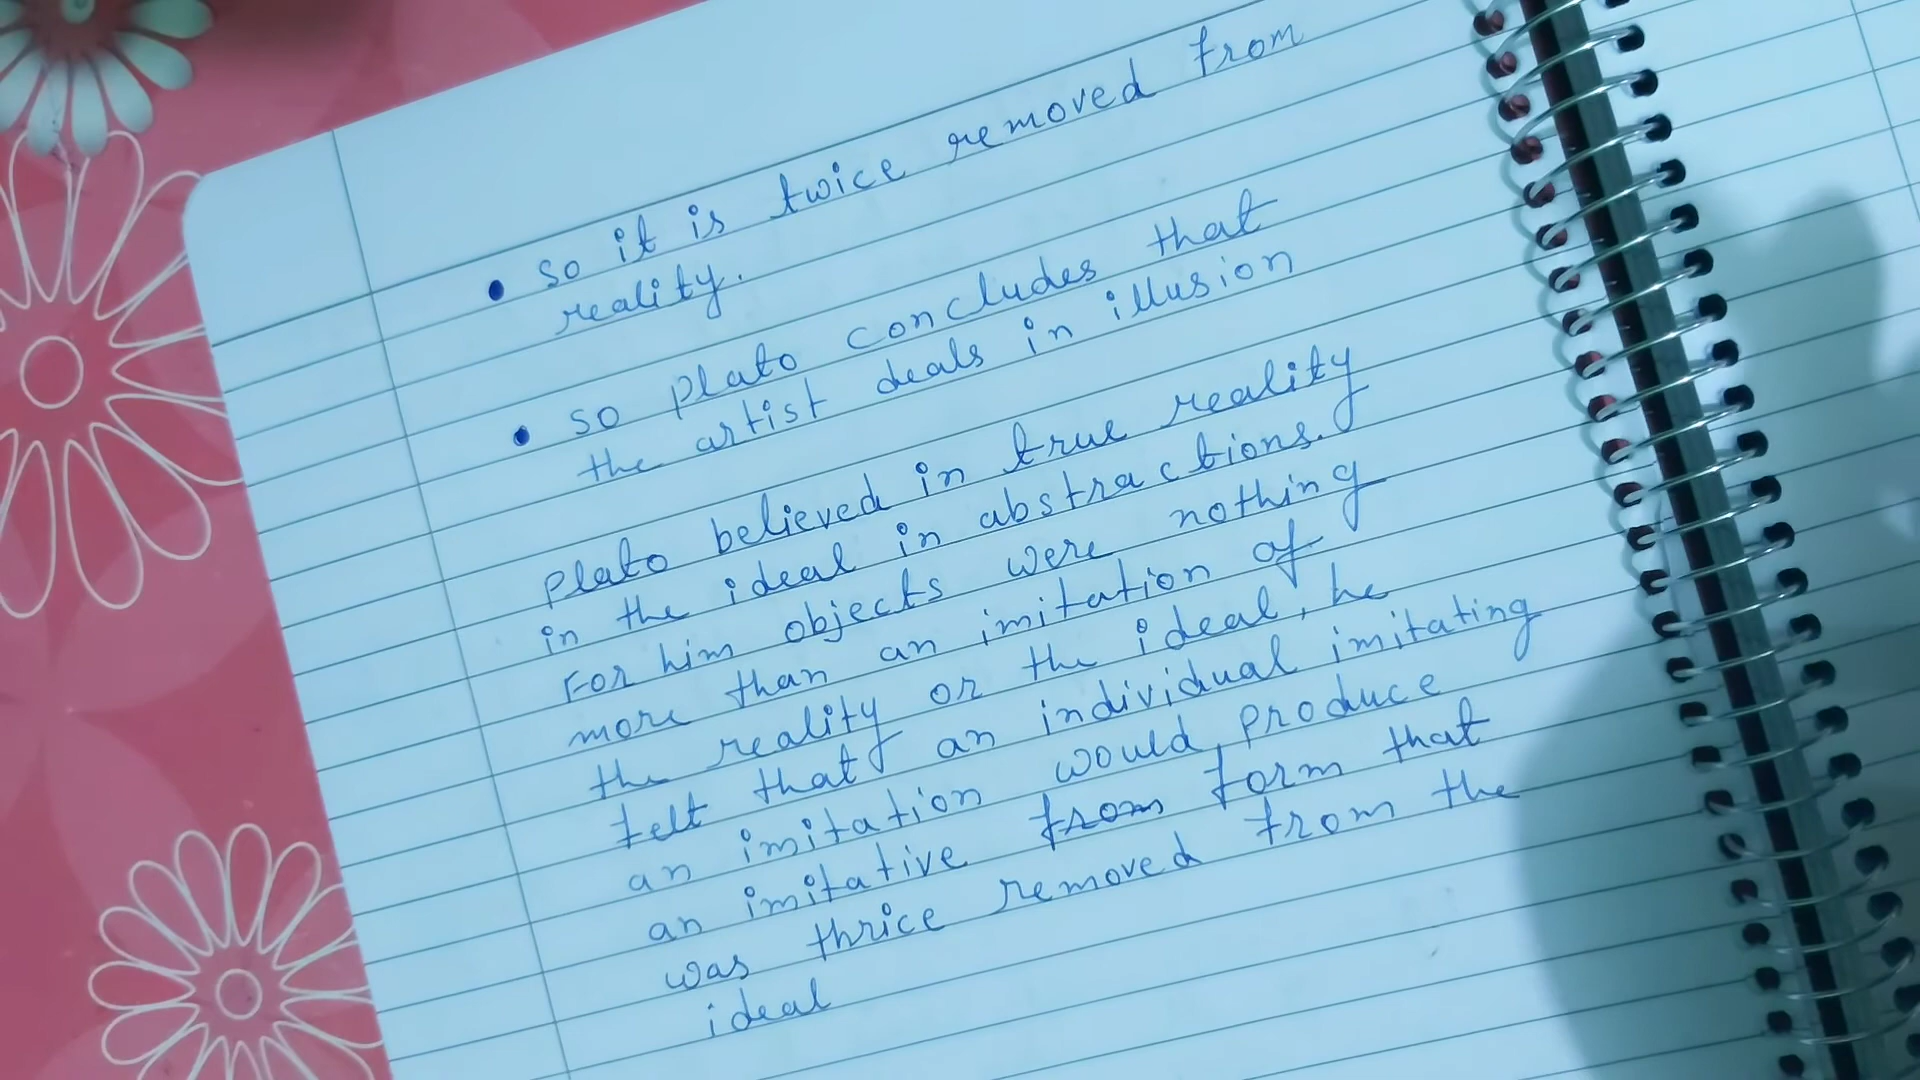 • so it is twice removed from
reality.
• so plato concludes that
the artist deals in illusion
plato believed in true reality
in the ideal in abstractions.
For him objects were nothing
more than an imitation of
the reality or the ideal, he
felt that an individual imitating
an imitation would produce
an imitative from form that
was thrice removed from the
ideal